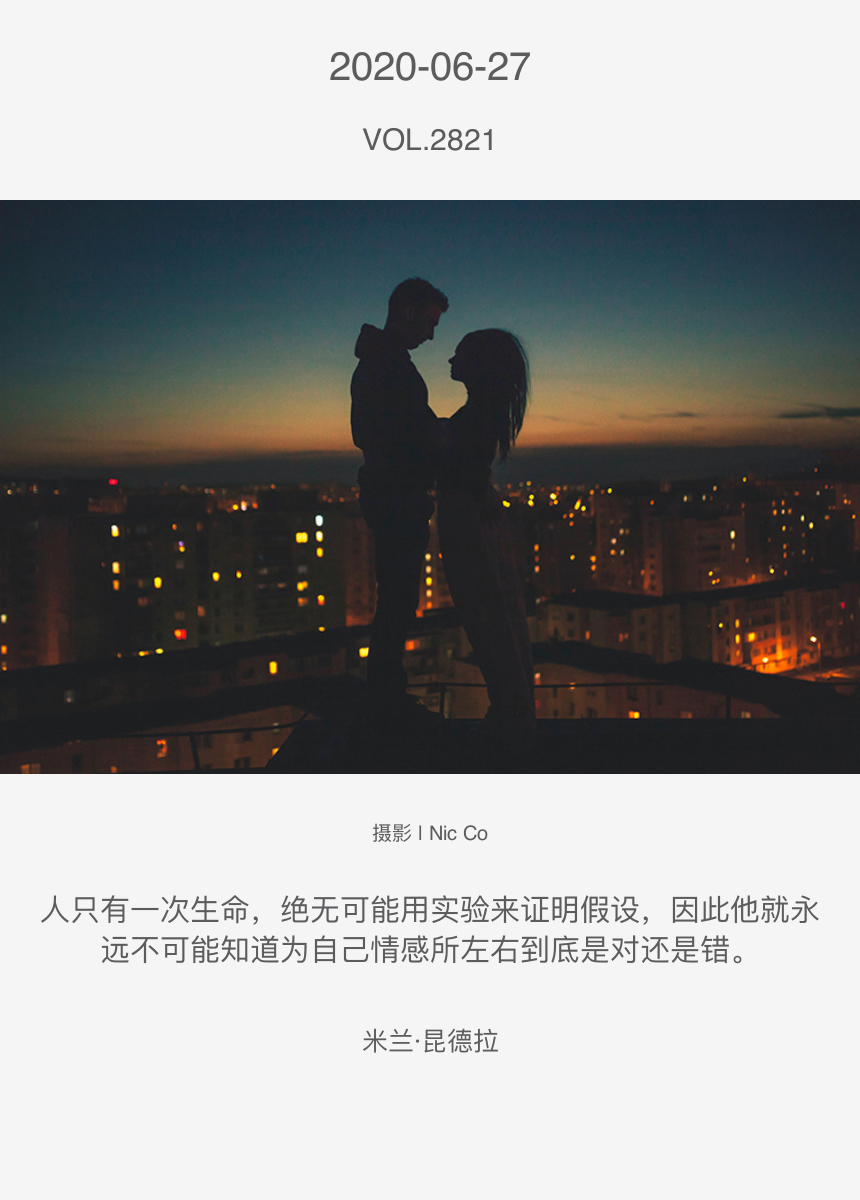 2020-06-27
VOL.2821
摄影 l Nic Co
人只有一次生命，绝无可能用实验来证明假设，因此他就永
远不可能知道为自己情感所左右到底是对还是错。
米兰·昆德拉